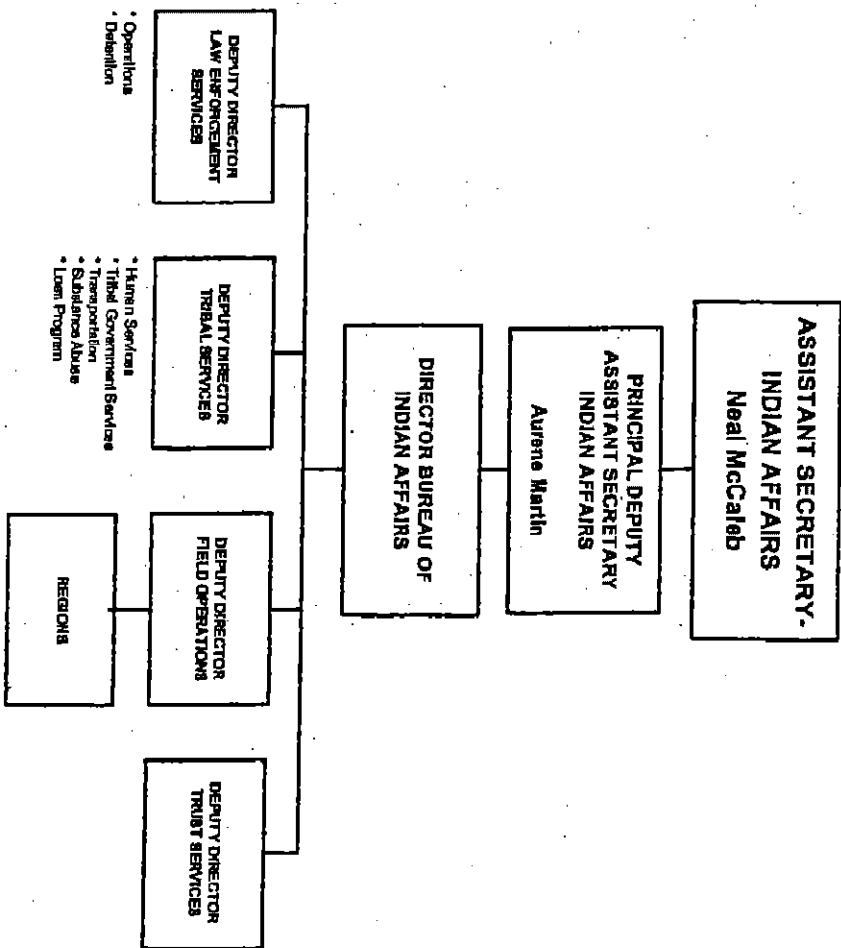 ASSISTANT SECRETARY-
INDIAN AFFAIRS
Neal McCaleb
PRINCIPAL DEPUTY
ASSISTANT SECRETARY
INDIAN AFFAIRS
Aurene Martin
DIRECTOR BUREAU OF
INDIAN AFFAIRS
DEPUTY DIRECTOR
LAW ENFORCEMENT
SERVICES
* Operations
* Detention
DEPUTY DIRECTOR
TRIBAL SERVICES
* Human Services
* Tribal Government Services
* Transportation
* Substance Abuse
* Loan Program
DEPUTY DIRECTOR
FIELD OPERATIONS
REGIONS
DEPUTY DIRECTOR
TRUST SERVICES